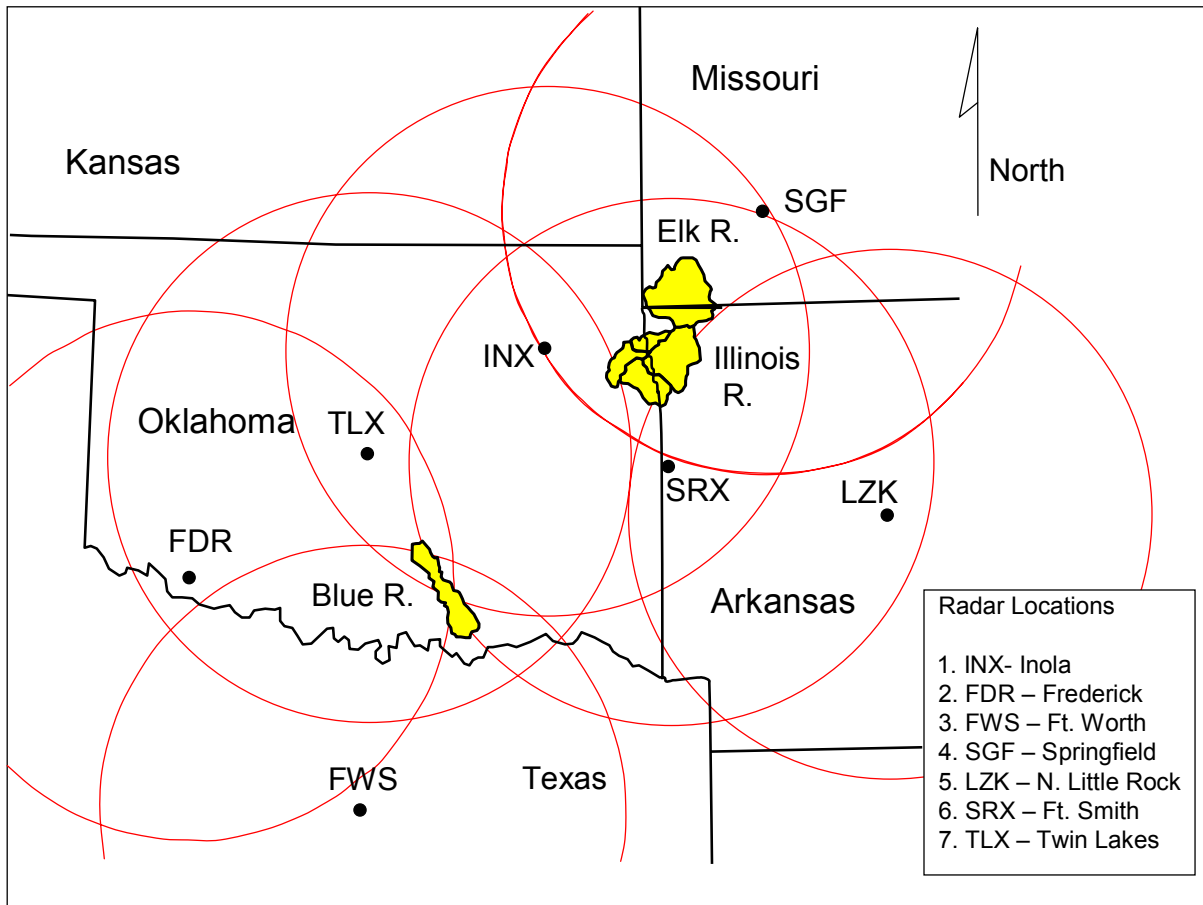 Missouri
Kansas
North
SGF
Elk R.
INX
Illinois
R.
Oklahoma
TLX
SRX
LZK
FDR
Blue R.
Arkansas
FWS
Texas
Radar Locations
1. INX- Inola
2. FDR – Frederick
3. FWS – Ft. Worth
4. SGF – Springfield
5. LZK – N. Little Rock
6. SRX – Ft. Smith
7. TLX – Twin Lakes